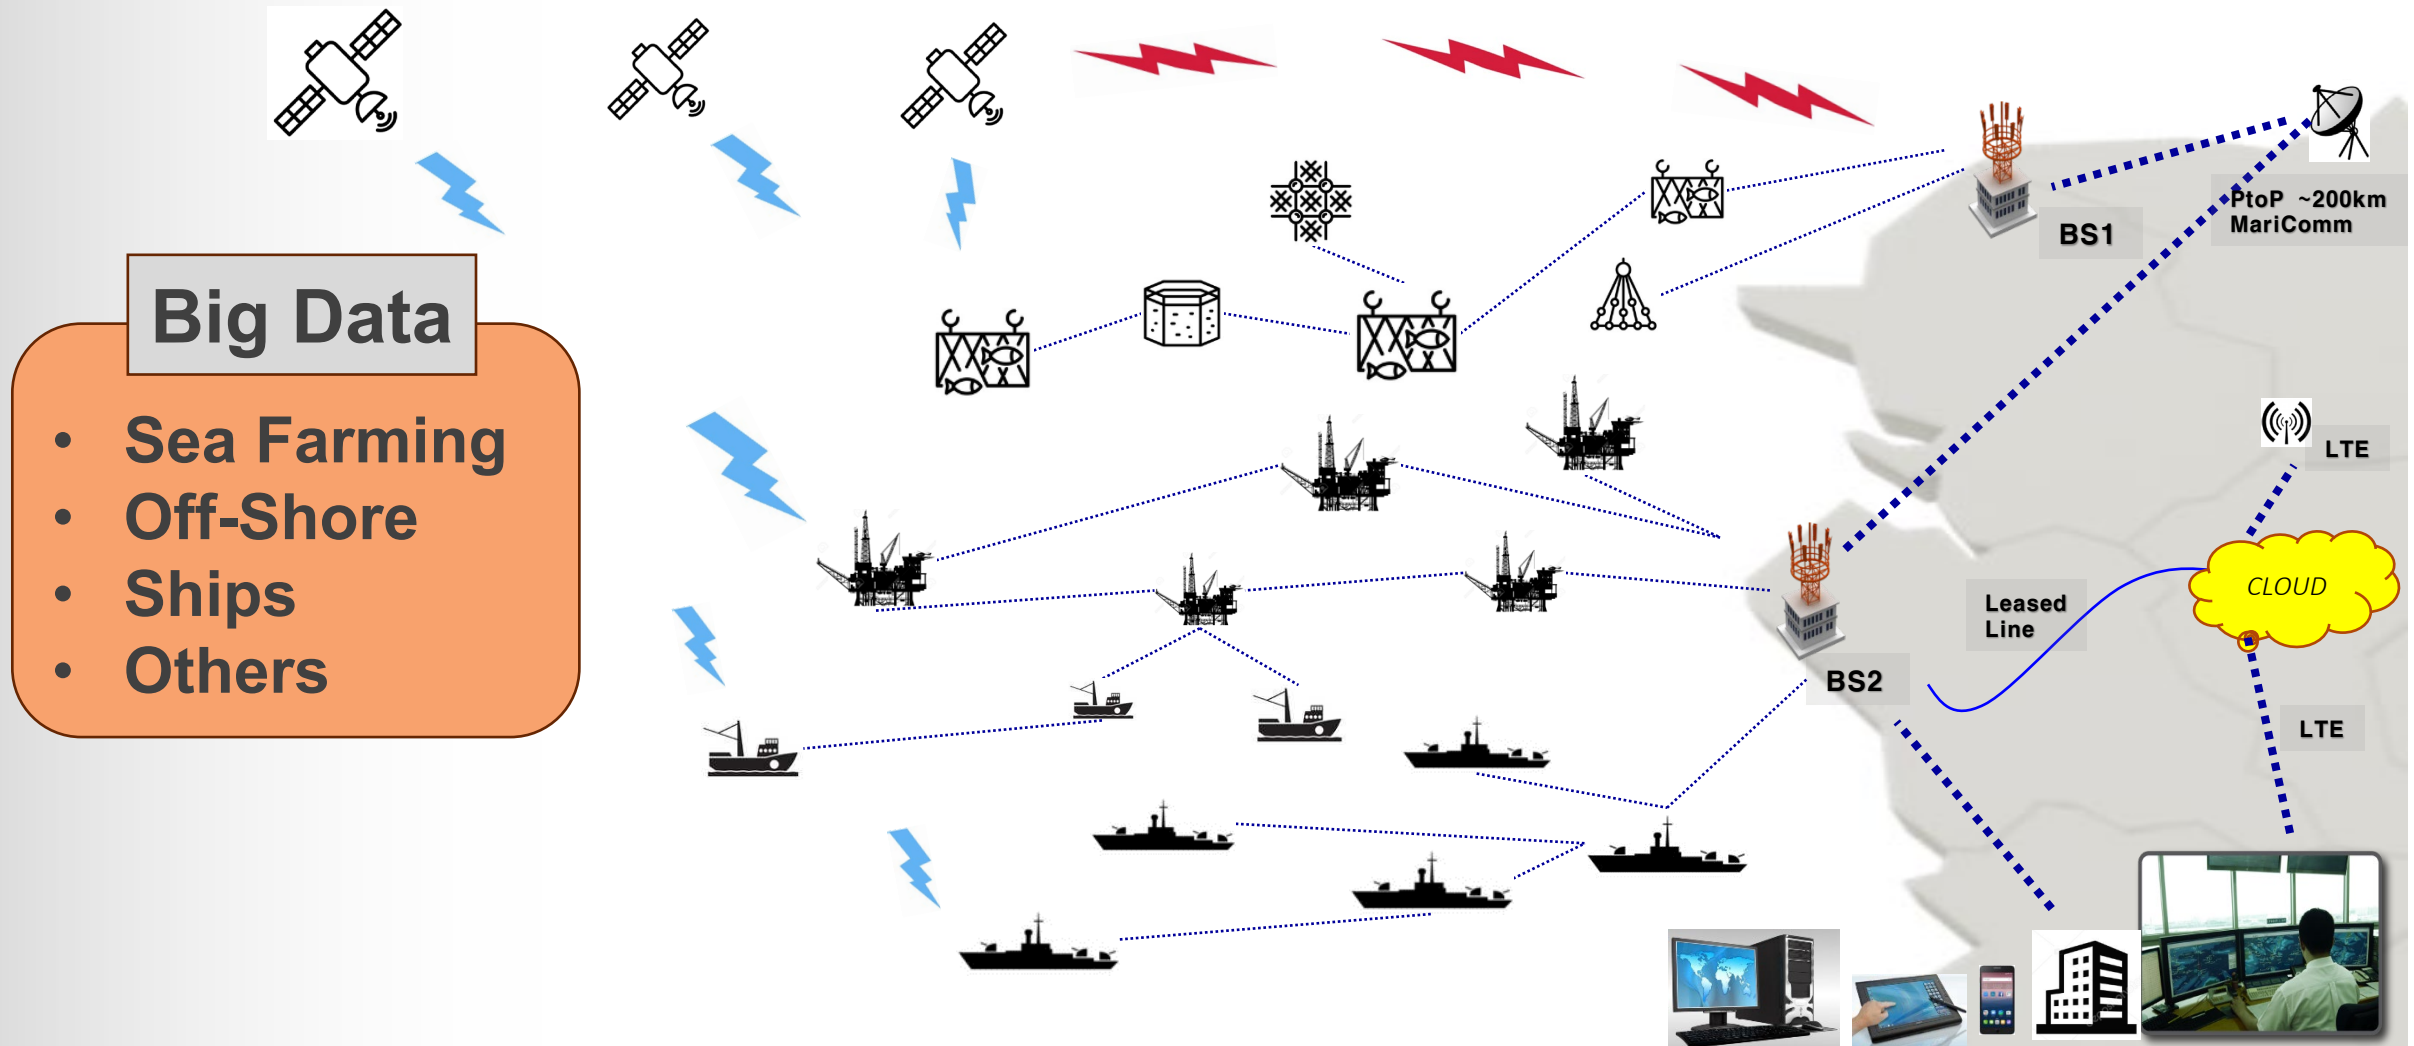 Big Data
• Sea Farming
• Off-Shore
• Ships
• Others
BS1
PtoP ~200km
MariComm
LTE
CLOUD
Leased
Line
BS2
LTE